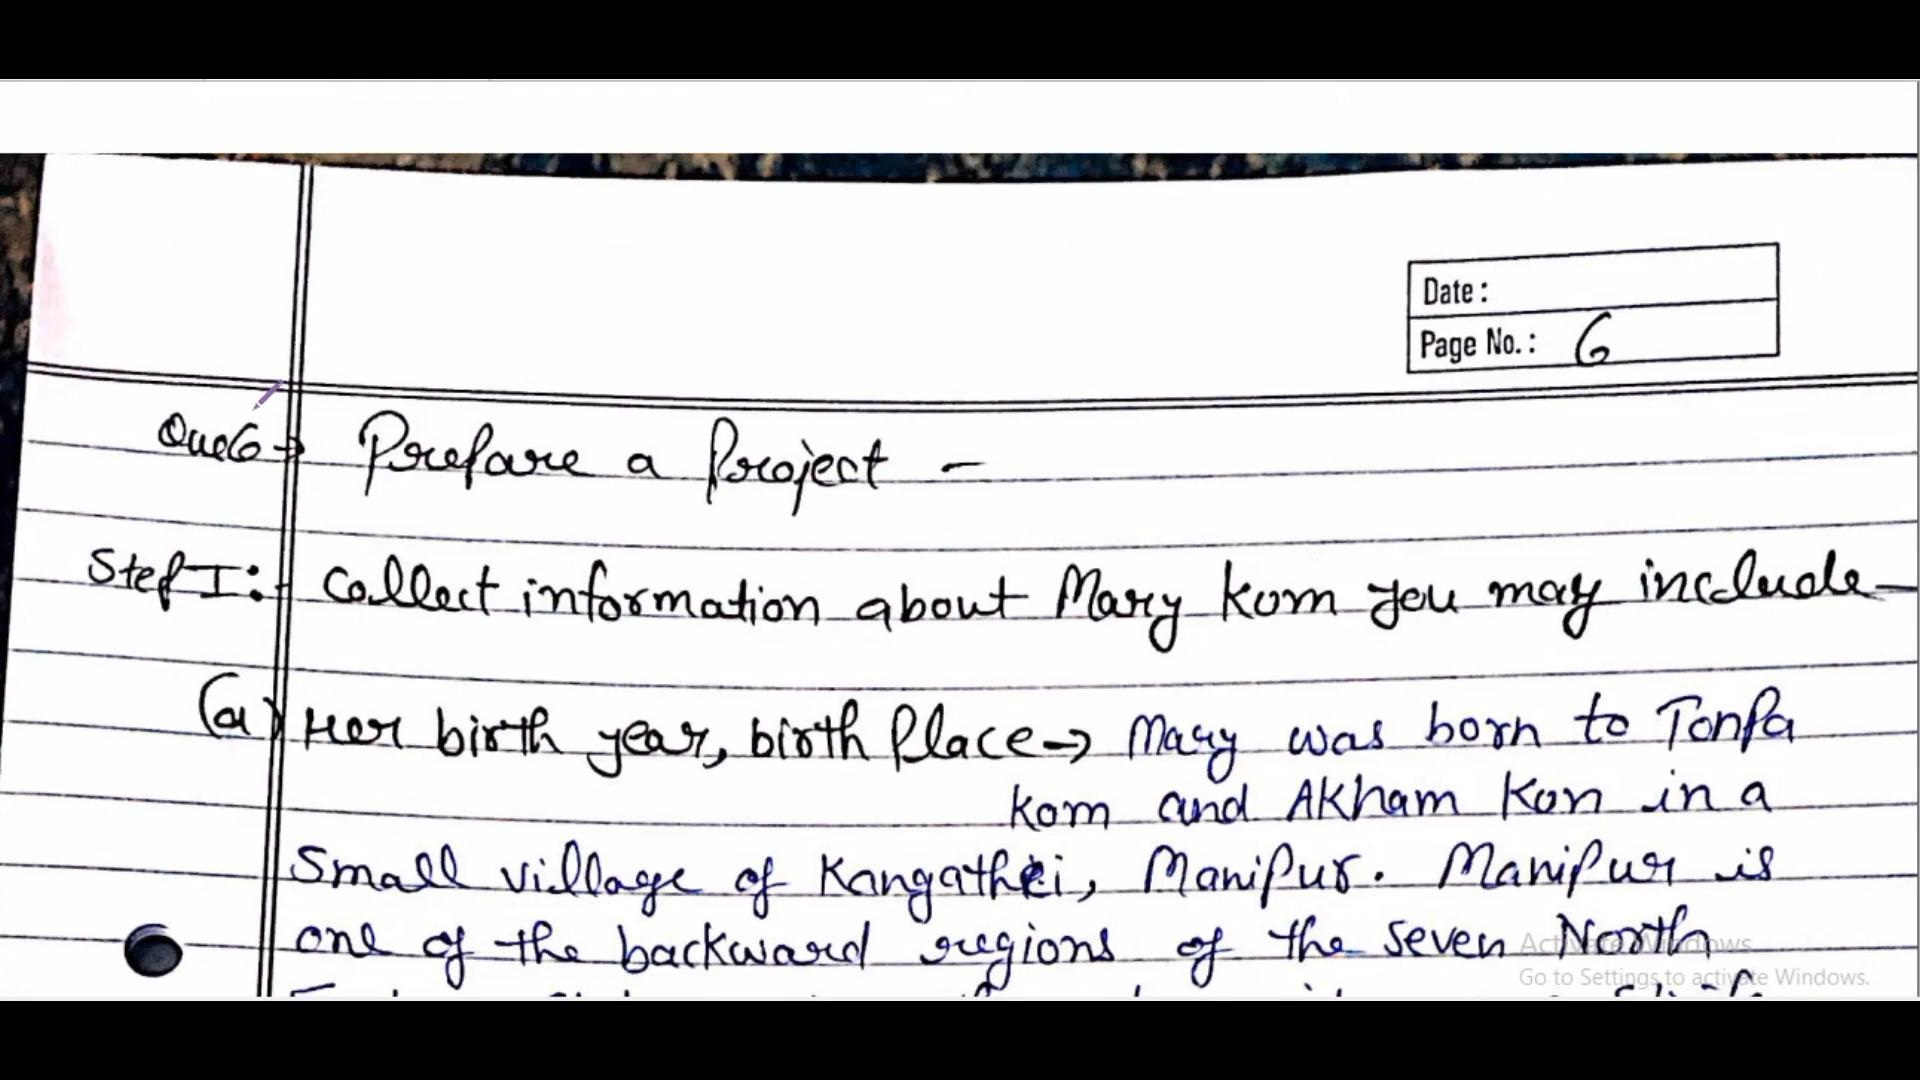 Date :
Page No. : 6
Que6 → Prepare a Project –
Step I :- Collect information about Mary Kom you may include –
(a) Her birth year, birth Place → Mary was born to Tonpa
Kom and Akham Kon in a
Small village of Kangathei, Manipur. Manipur is
one of the backward regions of the seven North
Activate Windows
Go to Settings to activate Windows.